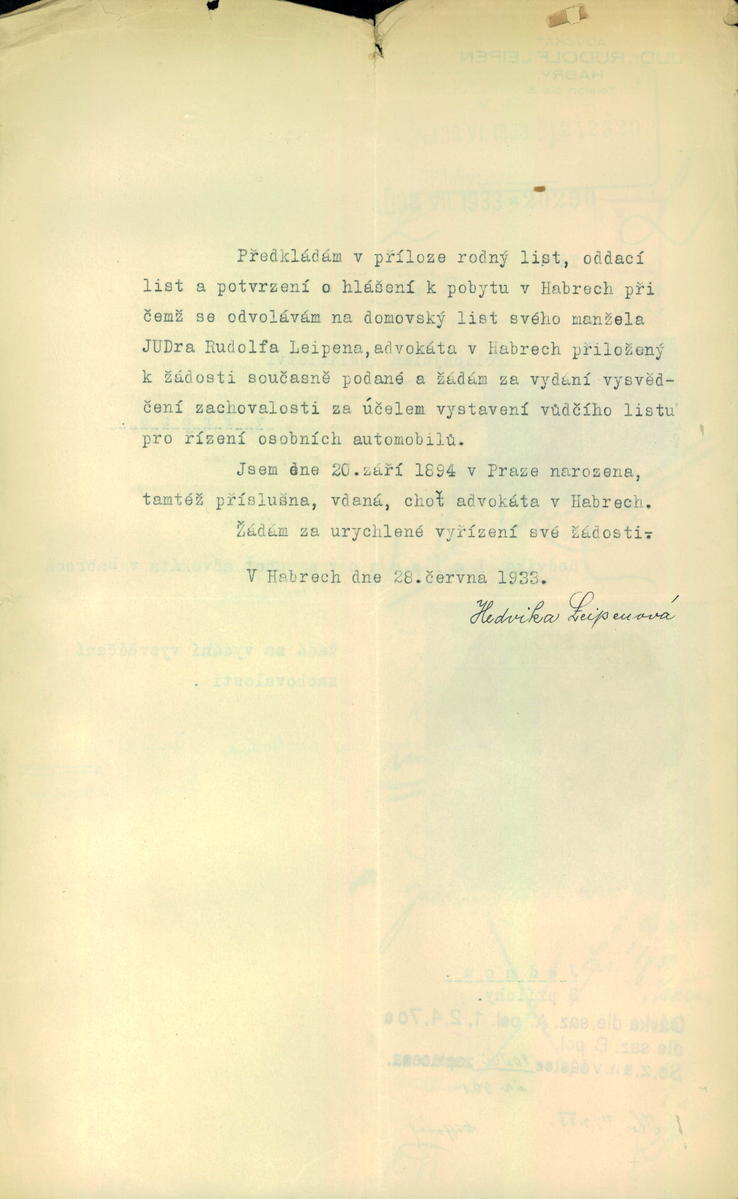 Předkládám v příloze rodný list, oddací
list a potvrzení o hlášení k pobytu v Habrech při
čemž se odvolávám na domovský list svého manžela
JUDra Rudolfa Leipena,advokáta v Habrech přiložený
k žádosti současně podané a žádám za vydání vysvěd-
čení zachovalosti za účelem vystavení vůdčího listu
pro řízení osobních automobilů.
Jsem dne 20.září 1894 v Praze narozena,
tamtéž příslušna, vdaná, choť advokáta v Habrech.
Žádám za urychlené vyřízení své žádosti.
V Habrech dne 28.června 1933.
Hedvika Leipenová